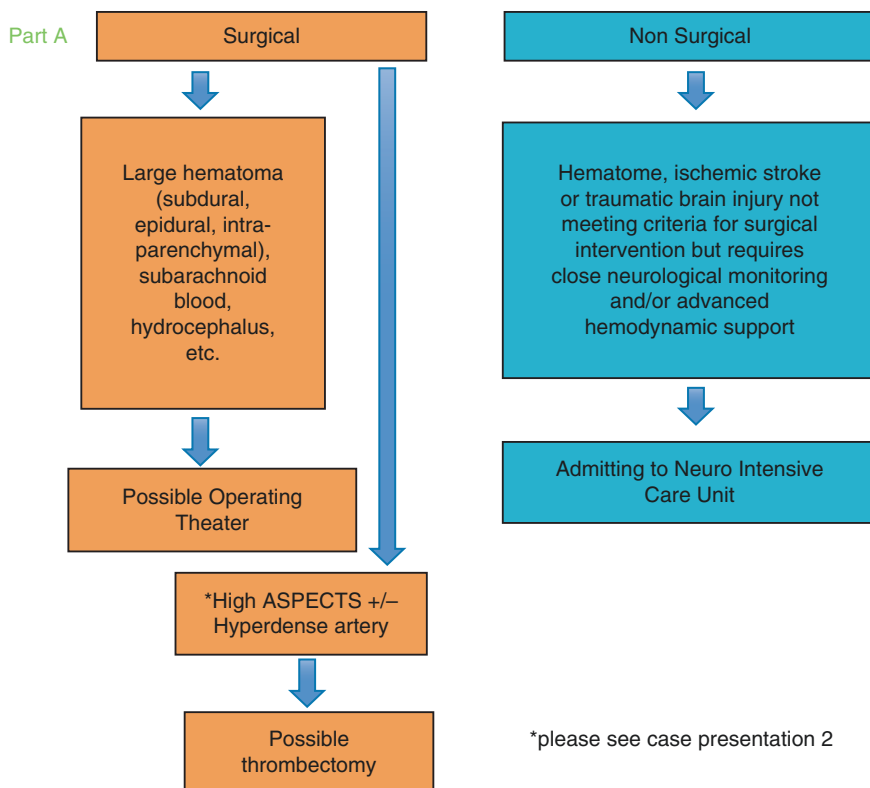 Part A
Surgical
Large hematoma
(subdural,
epidural, intra-
parenchymal),
subarachnoid
blood,
hydrocephalus,
etc.
Possible Operating
Theater
*High ASPECTS +/–
Hyperdense artery
Possible
thrombectomy
Non Surgical
Hematome, ischemic stroke
or traumatic brain injury not
meeting criteria for surgical
intervention but requires
close neurological monitoring
and/or advanced
hemodynamic support
Admitting to Neuro Intensive
Care Unit
*please see case presentation 2